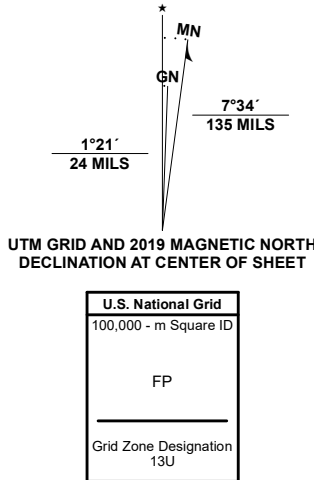 ★
MN
GN
7°34´
135 MILS
1°21´
24 MILS
UTM GRID AND 2019 MAGNETIC NORTH
DECLINATION AT CENTER OF SHEET
U.S. National Grid
100,000 - m Square ID
FP
Grid Zone Designation
13U